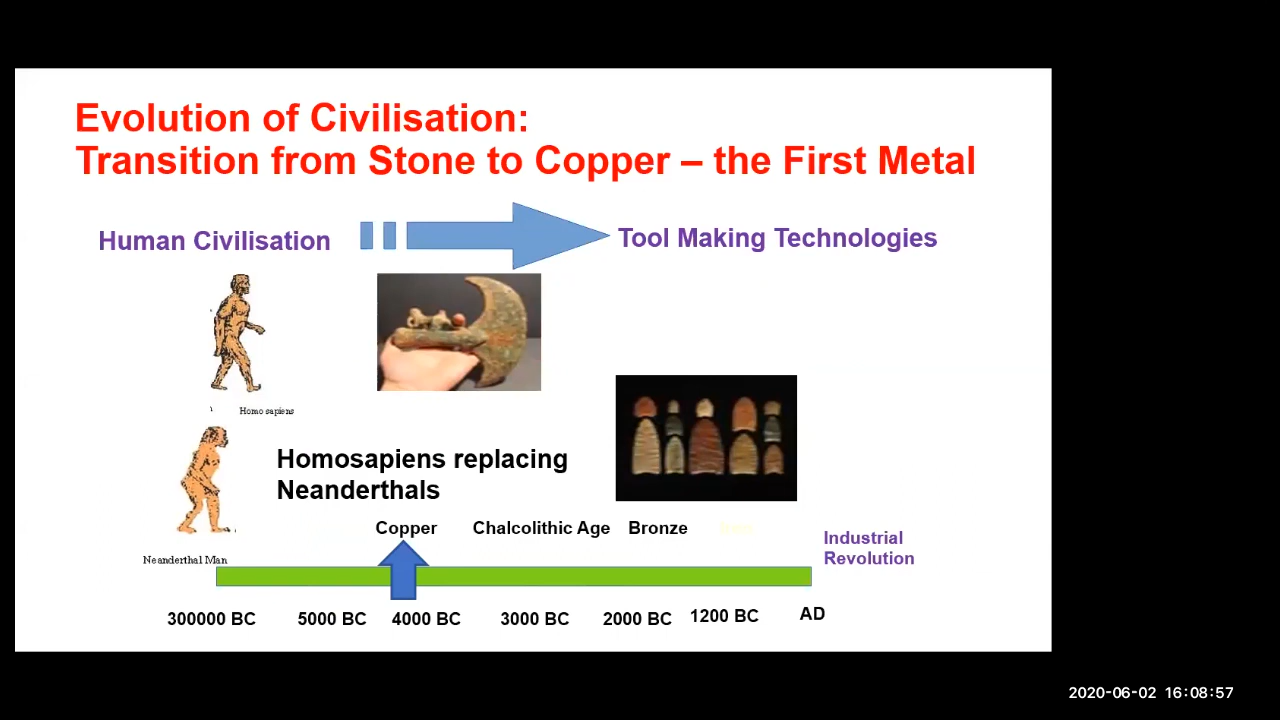 Evolution of Civilisation:
Transition from Stone to Copper – the First Metal
Human Civilisation
Tool Making Technologies
Homo sapiens
Homosapiens replacing
Neanderthals
Copper
Chalcolithic Age
Bronze
Industrial
Revolution
Neanderthal Man
300000 BC
5000 BC
4000 BC
3000 BC
2000 BC
1200 BC
AD
2020-06-02 16:08:57